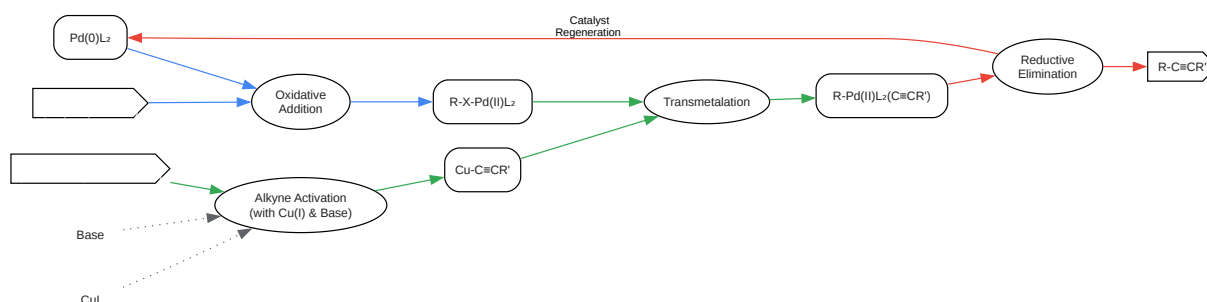 Catalyst
Regeneration
Pd(0)L₂
Reductive
Elimination
R-C≡CR'
Oxidative
Addition
R-X-Pd(II)L₂
Transmetalation
R-Pd(II)L₂(C≡CR')
Cu-C≡CR'
Alkyne Activation
(with Cu(I) & Base)
Base
CuI